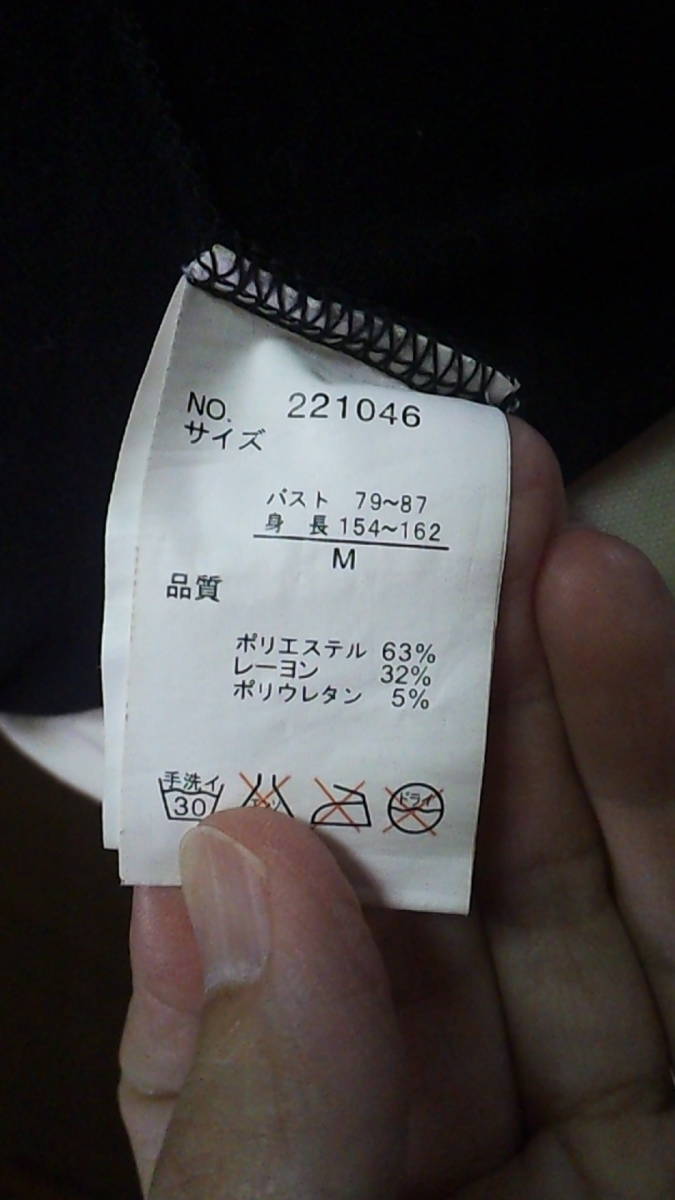 NO. 221046
サイズ
バスト 79~87
身 長 154~162
M
品質
ポリエステル 63%
レーヨン 32%
ポリウレタン 5%
手洗イ
30
ドライ